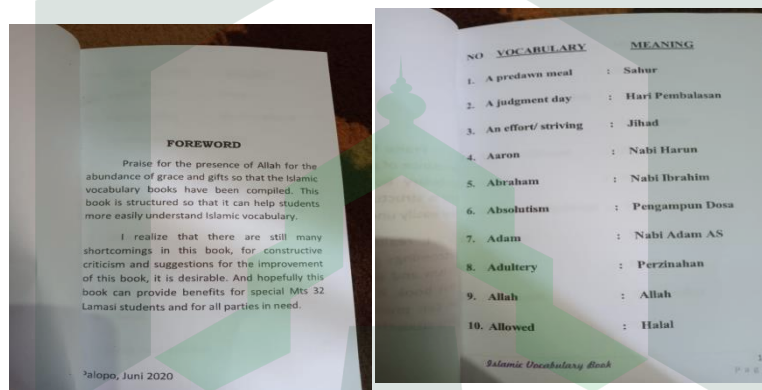 FOREWORD
Praise for the presence of Allah for the
abundance of grace and gifts so that the Islamic
vocabulary books have been compiled. This
book is structured so that it can help students
more easily understand Islamic vocabulary.
I realize that there are still many
shortcomings in this book, for constructive
criticism and suggestions for the improvement
of this book, it is desirable. And hopefully this
book can provide benefits for special Mts 32
Lamasi students and for all parties in need.
Palopo, Juni 2020
NO VOCABULARY MEANING
1. A predawn meal : Sahur
2. A judgment day : Hari Pembalasan
3. An effort/ striving : Jihad
4. Aaron : Nabi Harun
5. Abraham : Nabi Ibrahim
6. Absolutism : Pengampun Dosa
7. Adam : Nabi Adam AS
8. Adultery : Perzinahan
9. Allah : Allah
10. Allowed : Halal
Islamic Vocabulary Book